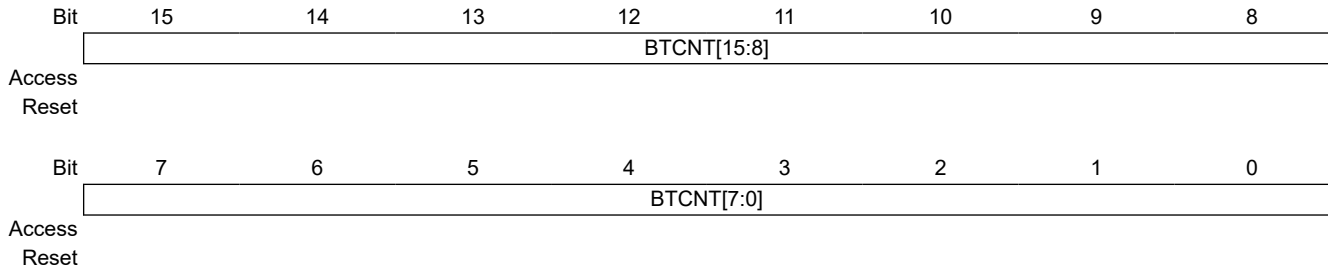 Bit 15 14 13 12 11 10 9 8
BTCNT[15:8]
Access
Reset
Bit 7 6 5 4 3 2 1 0
BTCNT[7:0]
Access
Reset